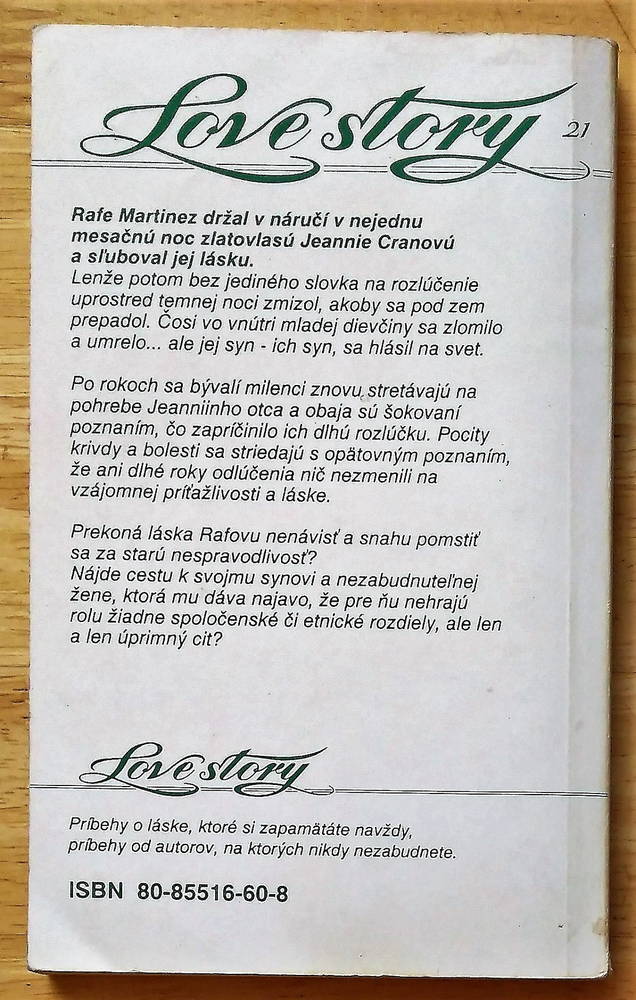 Love story 21
Rafe Martinez držal v náručí v nejednu
mesačnú noc zlatovlasú Jeannie Cranovú
a sľuboval jej lásku.
Lenže potom bez jediného slovka na rozlúčenie
uprostred temnej noci zmizol, akoby sa pod zem
prepadol. Čosi vo vnútri mladej dievčiny sa zlomilo
a umrelo... ale jej syn - ich syn, sa hlásil na svet.
Po rokoch sa bývalí milenci znovu stretávajú na
pohrebe Jeanniinho otca a obaja sú šokovaní
poznaním, čo zapríčinilo ich dlhú rozlúčku. Pocity
krivdy a bolesti sa striedajú s opätovným poznaním,
že ani dlhé roky odlúčenia nič nezmenili na
vzájomnej príťažlivosti a láske.
Prekoná láska Rafovu nenávisť a snahu pomstiť
sa za starú nespravodlivosť?
Nájde cestu k svojmu synovi a nezabudnuteľnej
žene, ktorá mu dáva najavo, že pre ňu nehrajú
rolu žiadne spoločenské či etnické rozdiely, ale len
a len úprimný cit?
Love story
Príbehy o láske, ktoré si zapamätáte navždy,
príbehy od autorov, na ktorých nikdy nezabudnete.
ISBN 80-85516-60-8